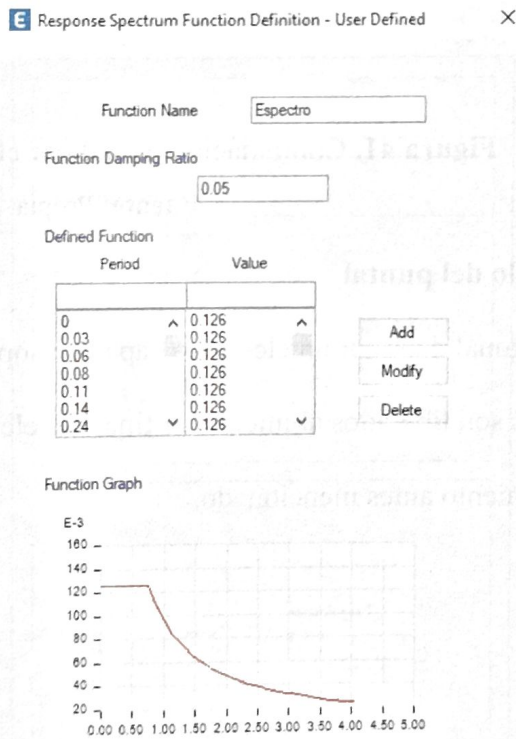 E Response Spectrum Function Definition - User Defined
Function Name Espectro
Function Damping Ratio
0.05
Defined Function
Period Value
0 0.126
0.03 0.126
0.06 0.126
0.08 0.126
0.11 0.126
0.14 0.126
0.24 0.126
Add
Modify
Delete
Function Graph
E-3
160
140
120
100
80
60
40
20
0.00 0.50 1.00 1.50 2.00 2.50 3.00 3.50 4.00 4.50 5.00